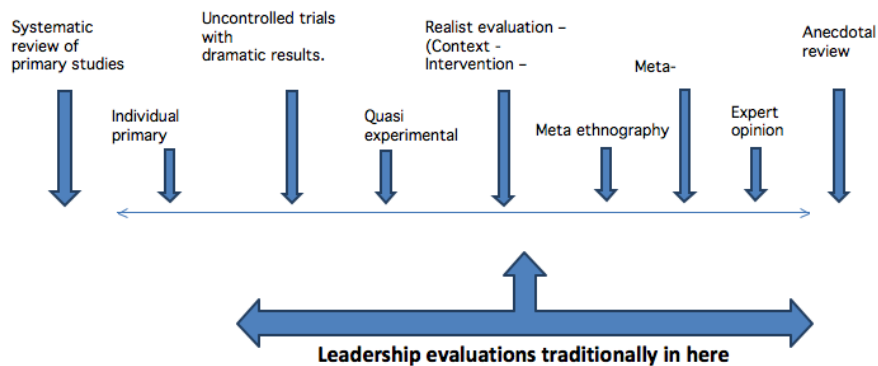 Systematic
review of
primary studies
Individual
primary
Uncontrolled trials
with
dramatic results.
Quasi
experimental
Realist evaluation –
(Context -
Intervention –
Meta ethnography
Meta-
Expert
opinion
Anecdotal
review
Leadership evaluations traditionally in here